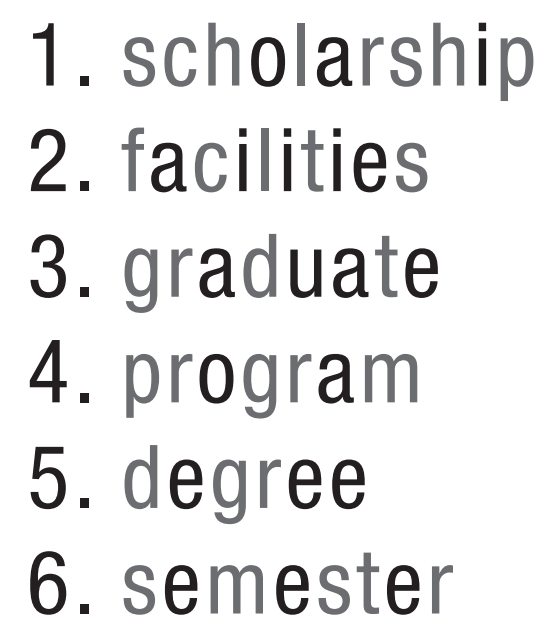 1. scholarship
2. facilities
3. graduate
4. program
5. degree
6. semester